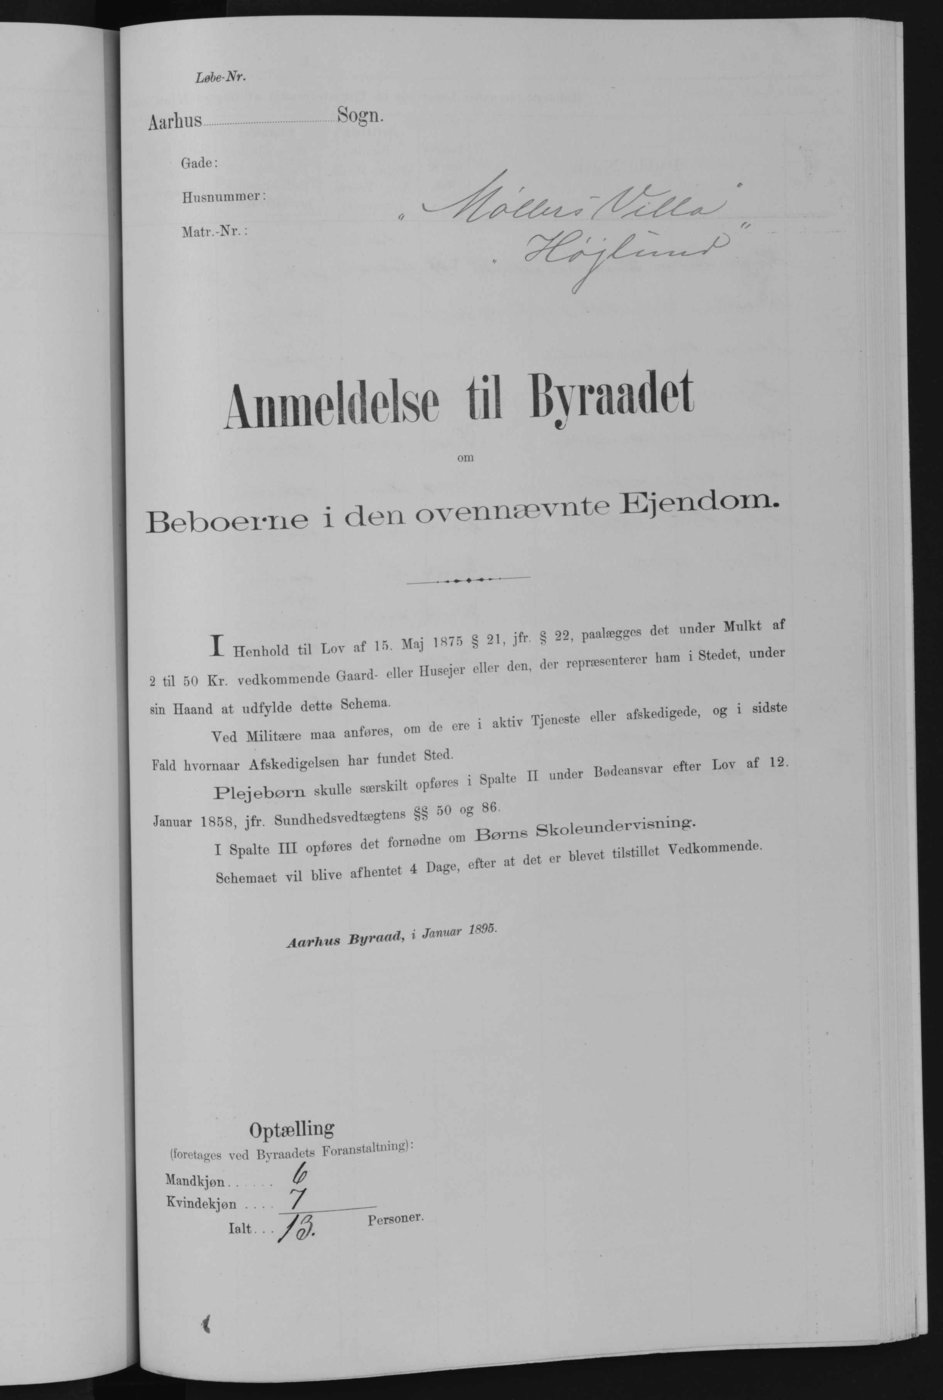 Løbe-Nr.
Aarhus Sogn.
Gade:
Husnummer:
Matr.-Nr.:
„ Møllers Villa "
„ Højlund "
Anmeldelse til Byraadet
om
Beboerne i den ovennævnte Ejendom.
I Henhold til Lov af 15. Maj 1875 § 21, jfr. § 22, paalægges det under Mulkt af
2 til 50 Kr. vedkommende Gaard- eller Husejer eller den, der repræsenterer ham i Stedet, under
sin Haand at udfylde dette Schema.
Ved Militære maa anføres, om de ere i aktiv Tjeneste eller afskedigede, og i sidste
Fald hvornaar Afskedigelsen har fundet Sted.
Plejebørn skulle særskilt opføres i Spalte II under Bødeansvar efter Lov af 12.
Januar 1858, jfr. Sundhedsvedtægtens §§ 50 og 86.
I Spalte III opføres det fornødne om Børns Skoleundervisning.
Schemaet vil blive afhentet 4 Dage, efter at det er blevet tilstillet Vedkommende.
Aarhus Byraad, i Januar 1895.
Optælling
(foretages ved Byraadets Foranstaltning):
Mandkjøn...... 6
Kvindekjøn .... 7
Ialt... 13. Personer.